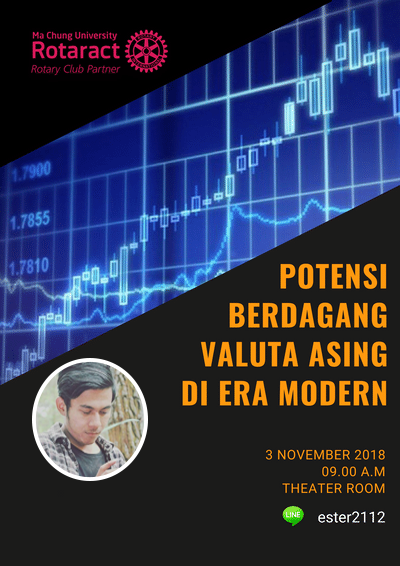 Ma Chung University
Rotaract
Rotary Club Partner
1.7900
1.7855
1.7810
POTENSI
BERDAGANG
VALUTA ASING
DI ERA MODERN
3 NOVEMBER 2018
09.00 A.M
THEATER ROOM
LINE
ester2112